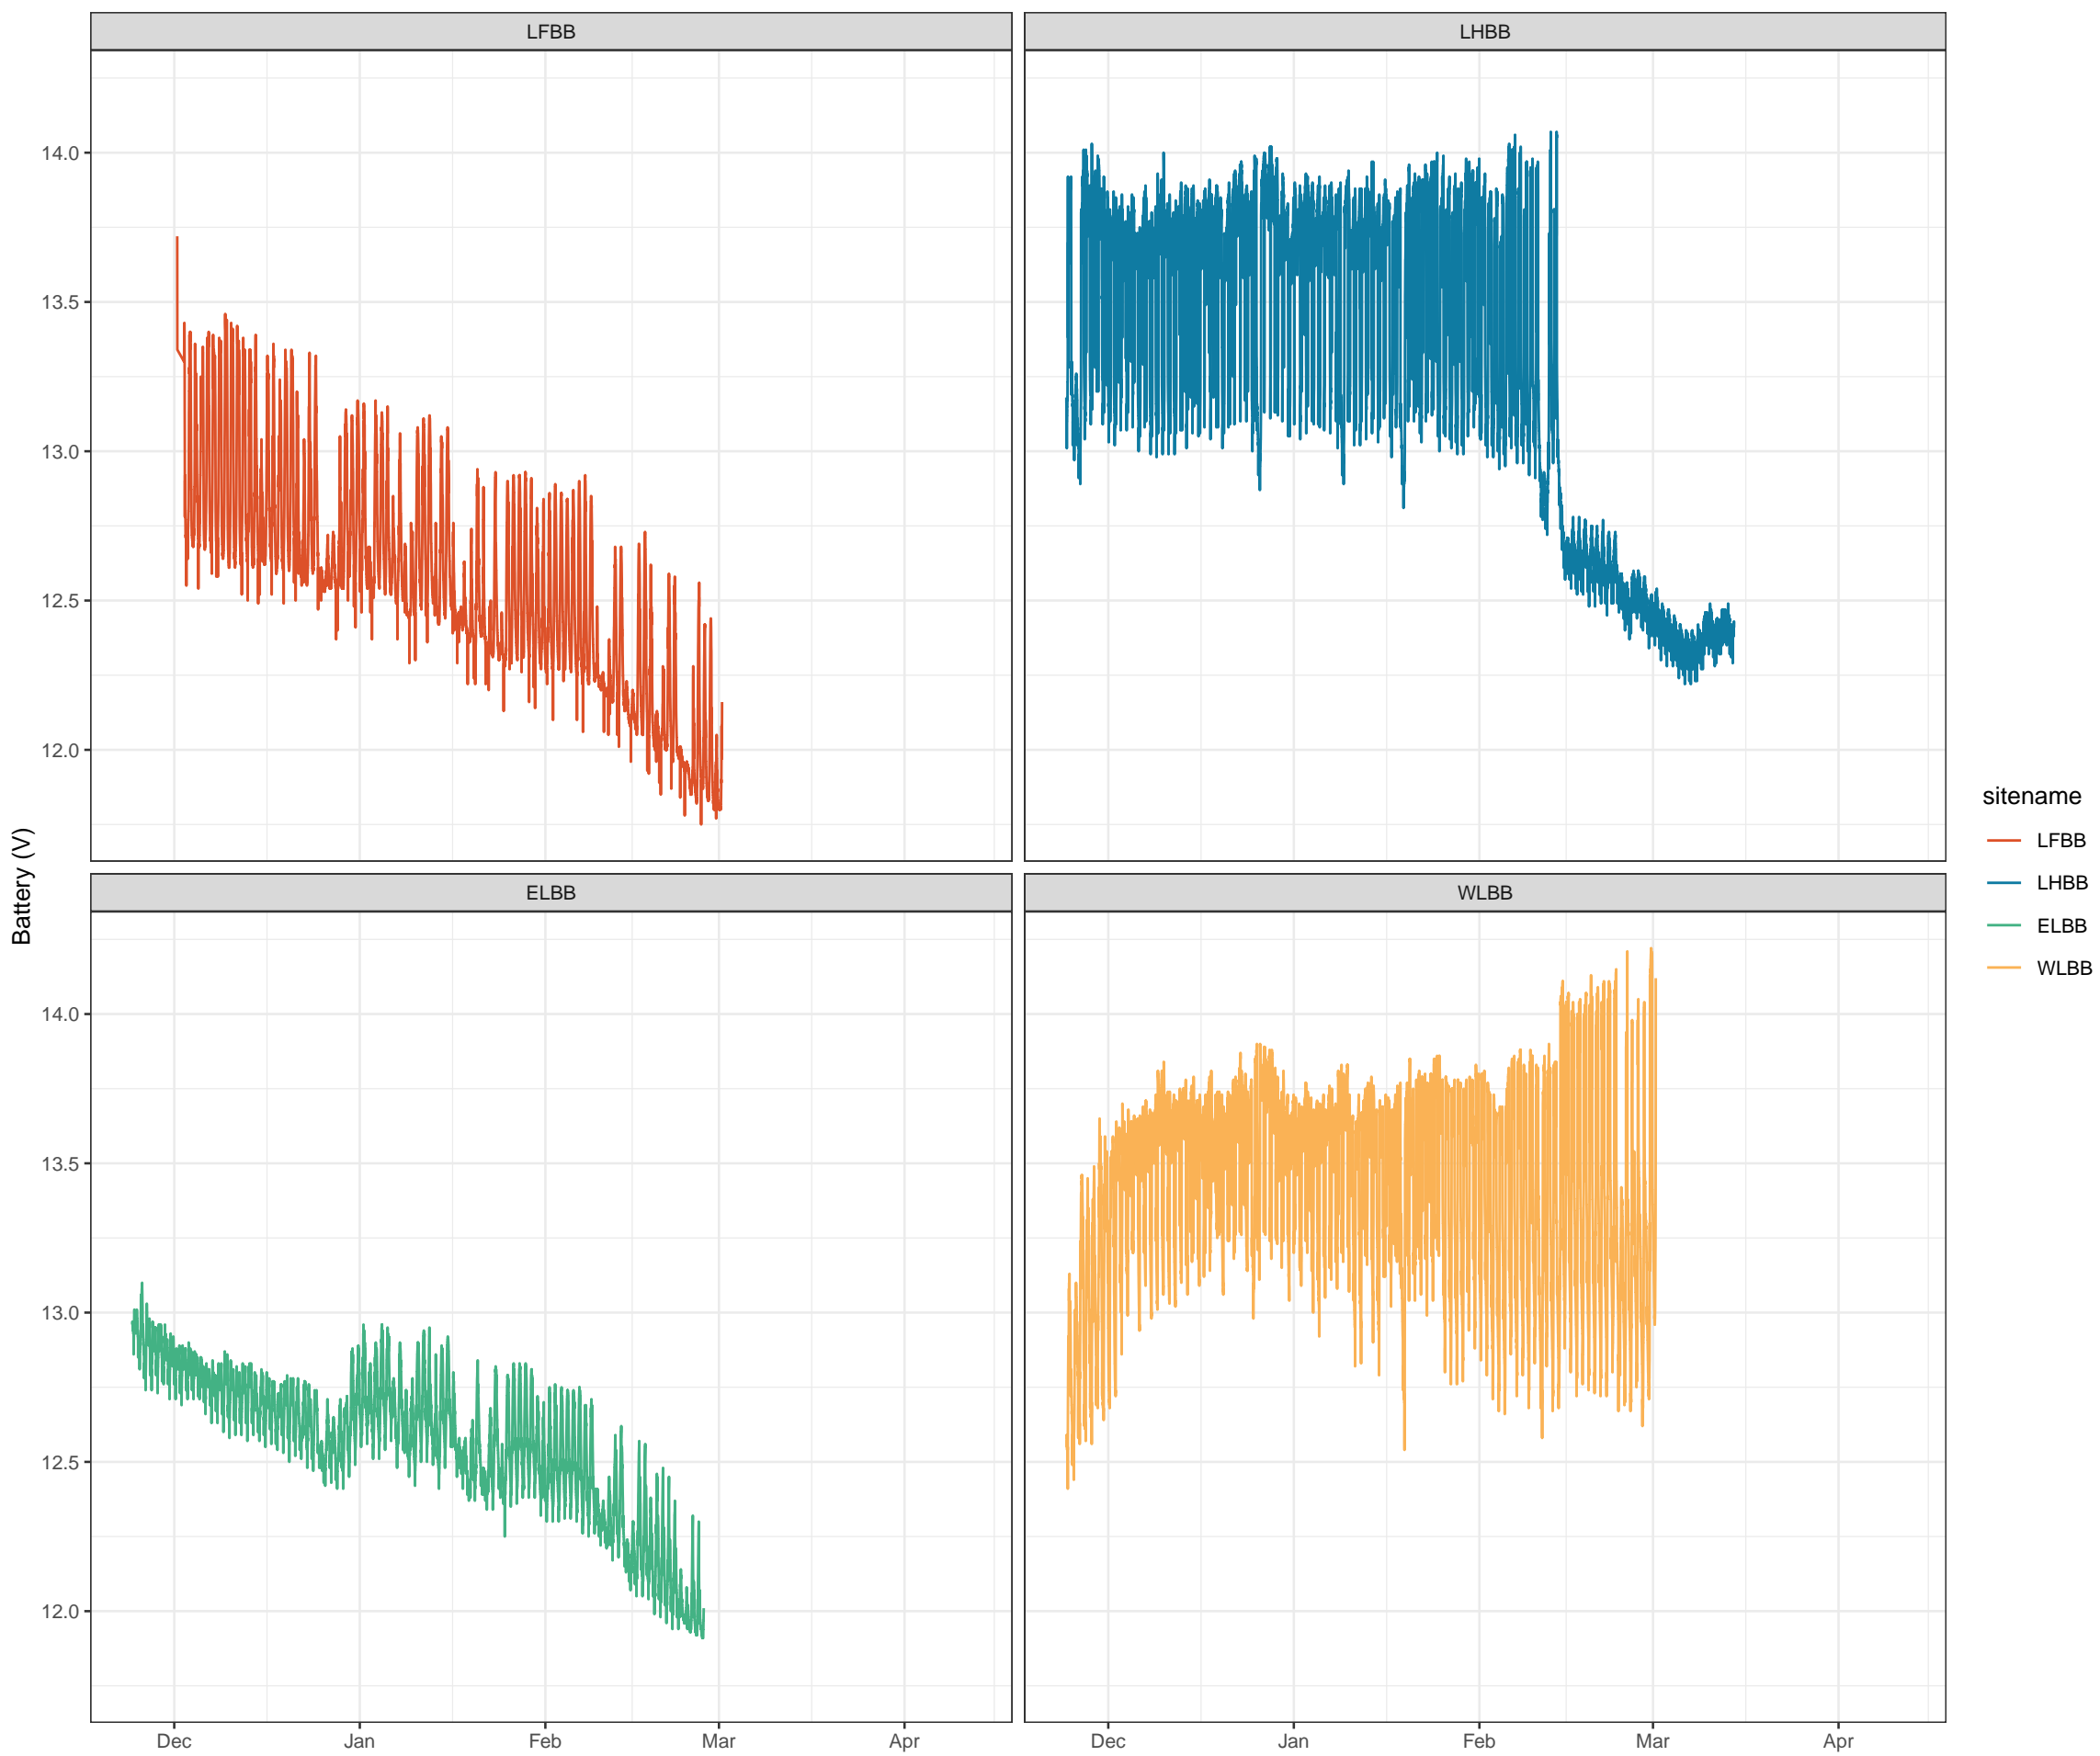 LFBB
LHBB
14.0
13.5
13.0
12.5
12.0
Battery (V)
ELBB
WLBB
14.0
13.5
13.0
12.5
12.0
Dec Jan Feb Mar Apr
Dec Jan Feb Mar Apr
sitename
LFBB
LHBB
ELBB
WLBB